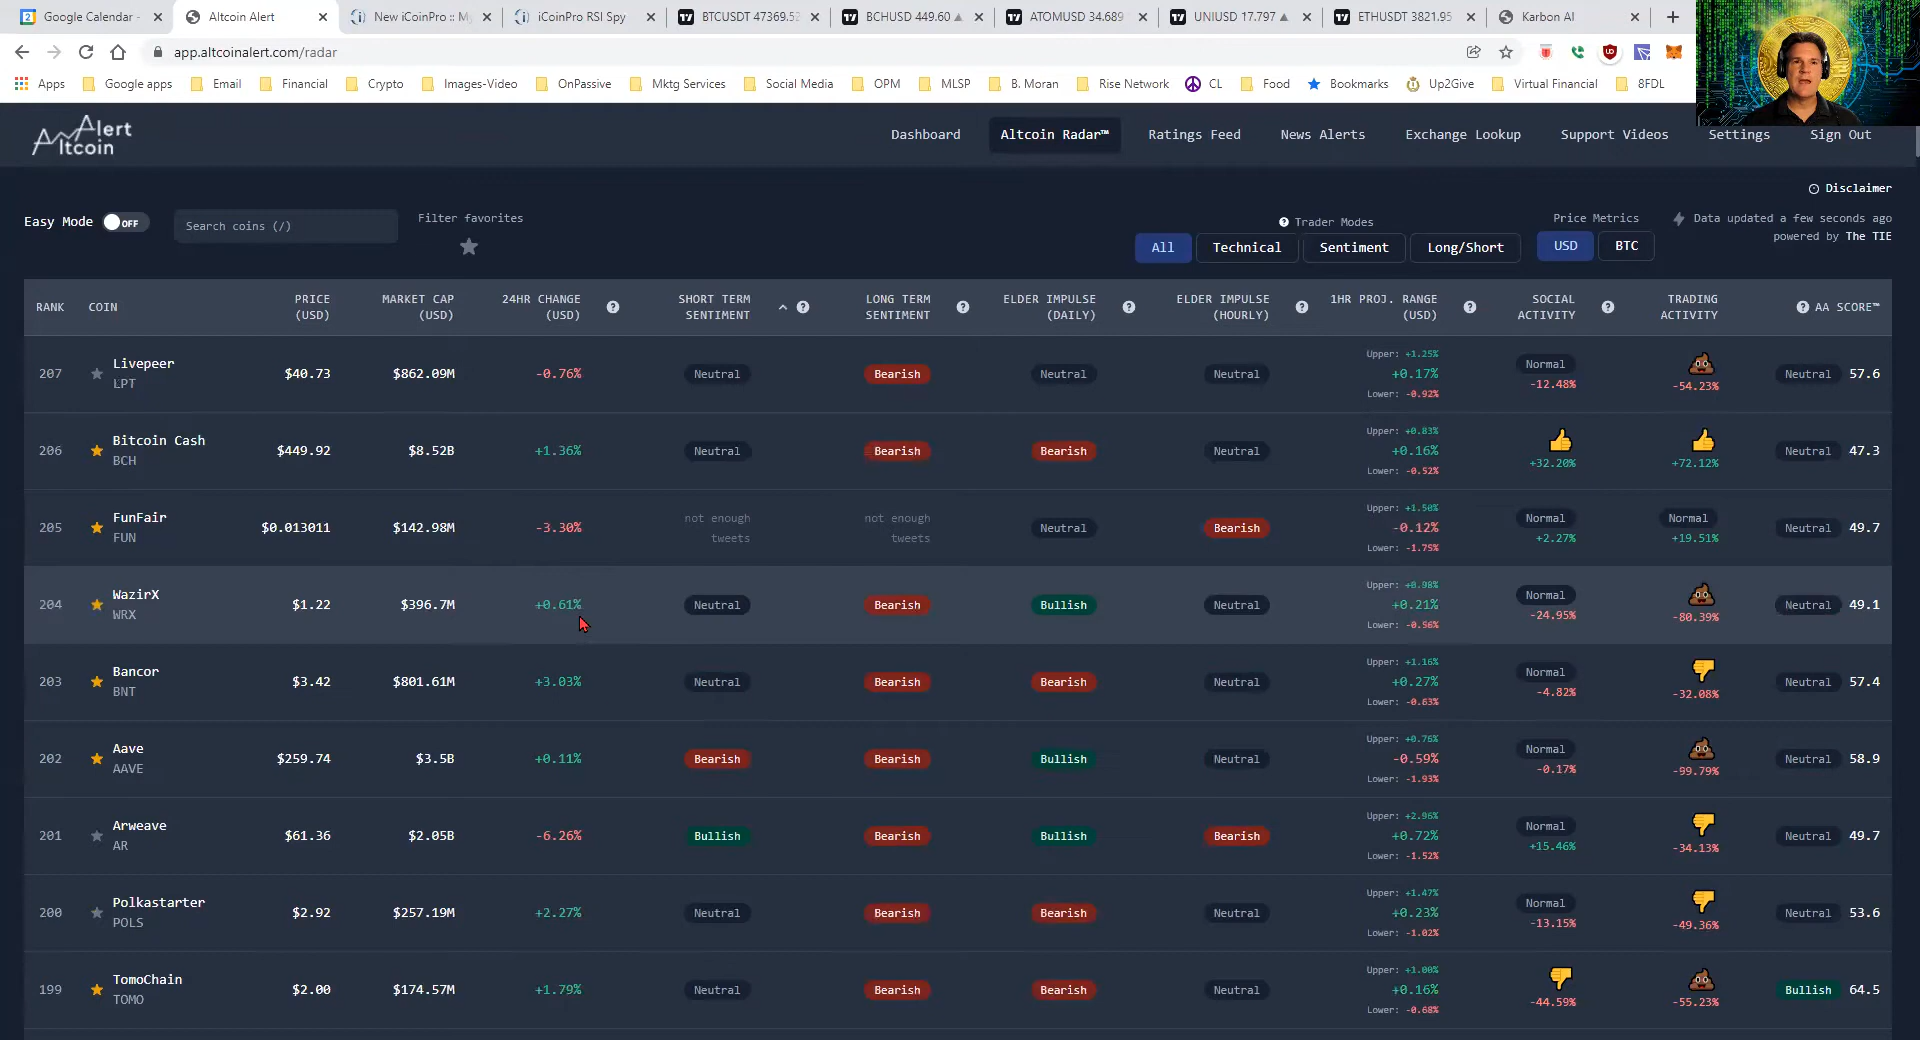 Google Calendar -
Altcoin Alert
New iCoinPro :: My
iCoinPro RSI Spy
BTCUSDT 47369.52
BCHUSD 449.60 ▲
ATOMUSD 34.689
UNIUSD 17.797 ▲
ETHUSDT 3821.95
Karbon AI
app.altcoinalert.com/radar
Apps
Google apps
Email
Financial
Crypto
Images-Video
OnPassive
Mktg Services
Social Media
OPM
MLSP
B. Moran
Rise Network
CL
Food
Bookmarks
Up2Give
Virtual Financial
8FDL
Alert
Altcoin
Dashboard
Altcoin Radar™
Ratings Feed
News Alerts
Exchange Lookup
Support Videos
Settings
Sign Out
Disclaimer
Easy Mode OFF
Search coins (/)
Filter favorites
Trader Modes
All
Technical
Sentiment
Long/Short
Price Metrics
USD
BTC
Data updated a few seconds ago
powered by The TIE
RANK
COIN
PRICE
(USD)
MARKET CAP
(USD)
24HR CHANGE
(USD)
SHORT TERM
SENTIMENT
LONG TERM
SENTIMENT
ELDER IMPULSE
(DAILY)
ELDER IMPULSE
(HOURLY)
1HR PROJ. RANGE
(USD)
SOCIAL
ACTIVITY
TRADING
ACTIVITY
AA SCORE™
207
Livepeer
LPT
$40.73
$862.09M
-0.76%
Neutral
Bearish
Neutral
Neutral
Upper: +1.25%
+0.17%
Lower: -0.92%
Normal
-12.48%
-54.23%
Neutral 57.6
206
Bitcoin Cash
BCH
$449.92
$8.52B
+1.36%
Neutral
Bearish
Bearish
Neutral
Upper: +0.83%
+0.16%
Lower: -0.52%
+32.20%
+72.12%
Neutral 47.3
205
FunFair
FUN
$0.013011
$142.98M
-3.30%
not enough
tweets
not enough
tweets
Neutral
Bearish
Upper: +1.50%
-0.12%
Lower: -1.75%
Normal
+2.27%
Normal
+19.51%
Neutral 49.7
204
WazirX
WRX
$1.22
$396.7M
+0.61%
Neutral
Bearish
Bullish
Neutral
Upper: +0.98%
+0.21%
Lower: -0.56%
Normal
-24.95%
-80.39%
Neutral 49.1
203
Bancor
BNT
$3.42
$801.61M
+3.03%
Neutral
Bearish
Bearish
Neutral
Upper: +1.16%
+0.27%
Lower: -0.63%
Normal
-4.82%
-32.08%
Neutral 57.4
202
Aave
AAVE
$259.74
$3.5B
+0.11%
Bearish
Bearish
Bullish
Neutral
Upper: +0.76%
-0.59%
Lower: -1.93%
Normal
-0.17%
-99.79%
Neutral 58.9
201
Arweave
AR
$61.36
$2.05B
-6.26%
Bullish
Bearish
Bullish
Bearish
Upper: +2.96%
+0.72%
Lower: -1.52%
Normal
+15.46%
-34.13%
Neutral 49.7
200
Polkastarter
POLS
$2.92
$257.19M
+2.27%
Neutral
Bearish
Bearish
Neutral
Upper: +1.47%
+0.23%
Lower: -1.02%
Normal
-13.15%
-49.36%
Neutral 53.6
199
TomoChain
TOMO
$2.00
$174.57M
+1.79%
Neutral
Bearish
Bearish
Neutral
Upper: +1.00%
+0.16%
Lower: -0.68%
-44.59%
-55.23%
Bullish 64.5